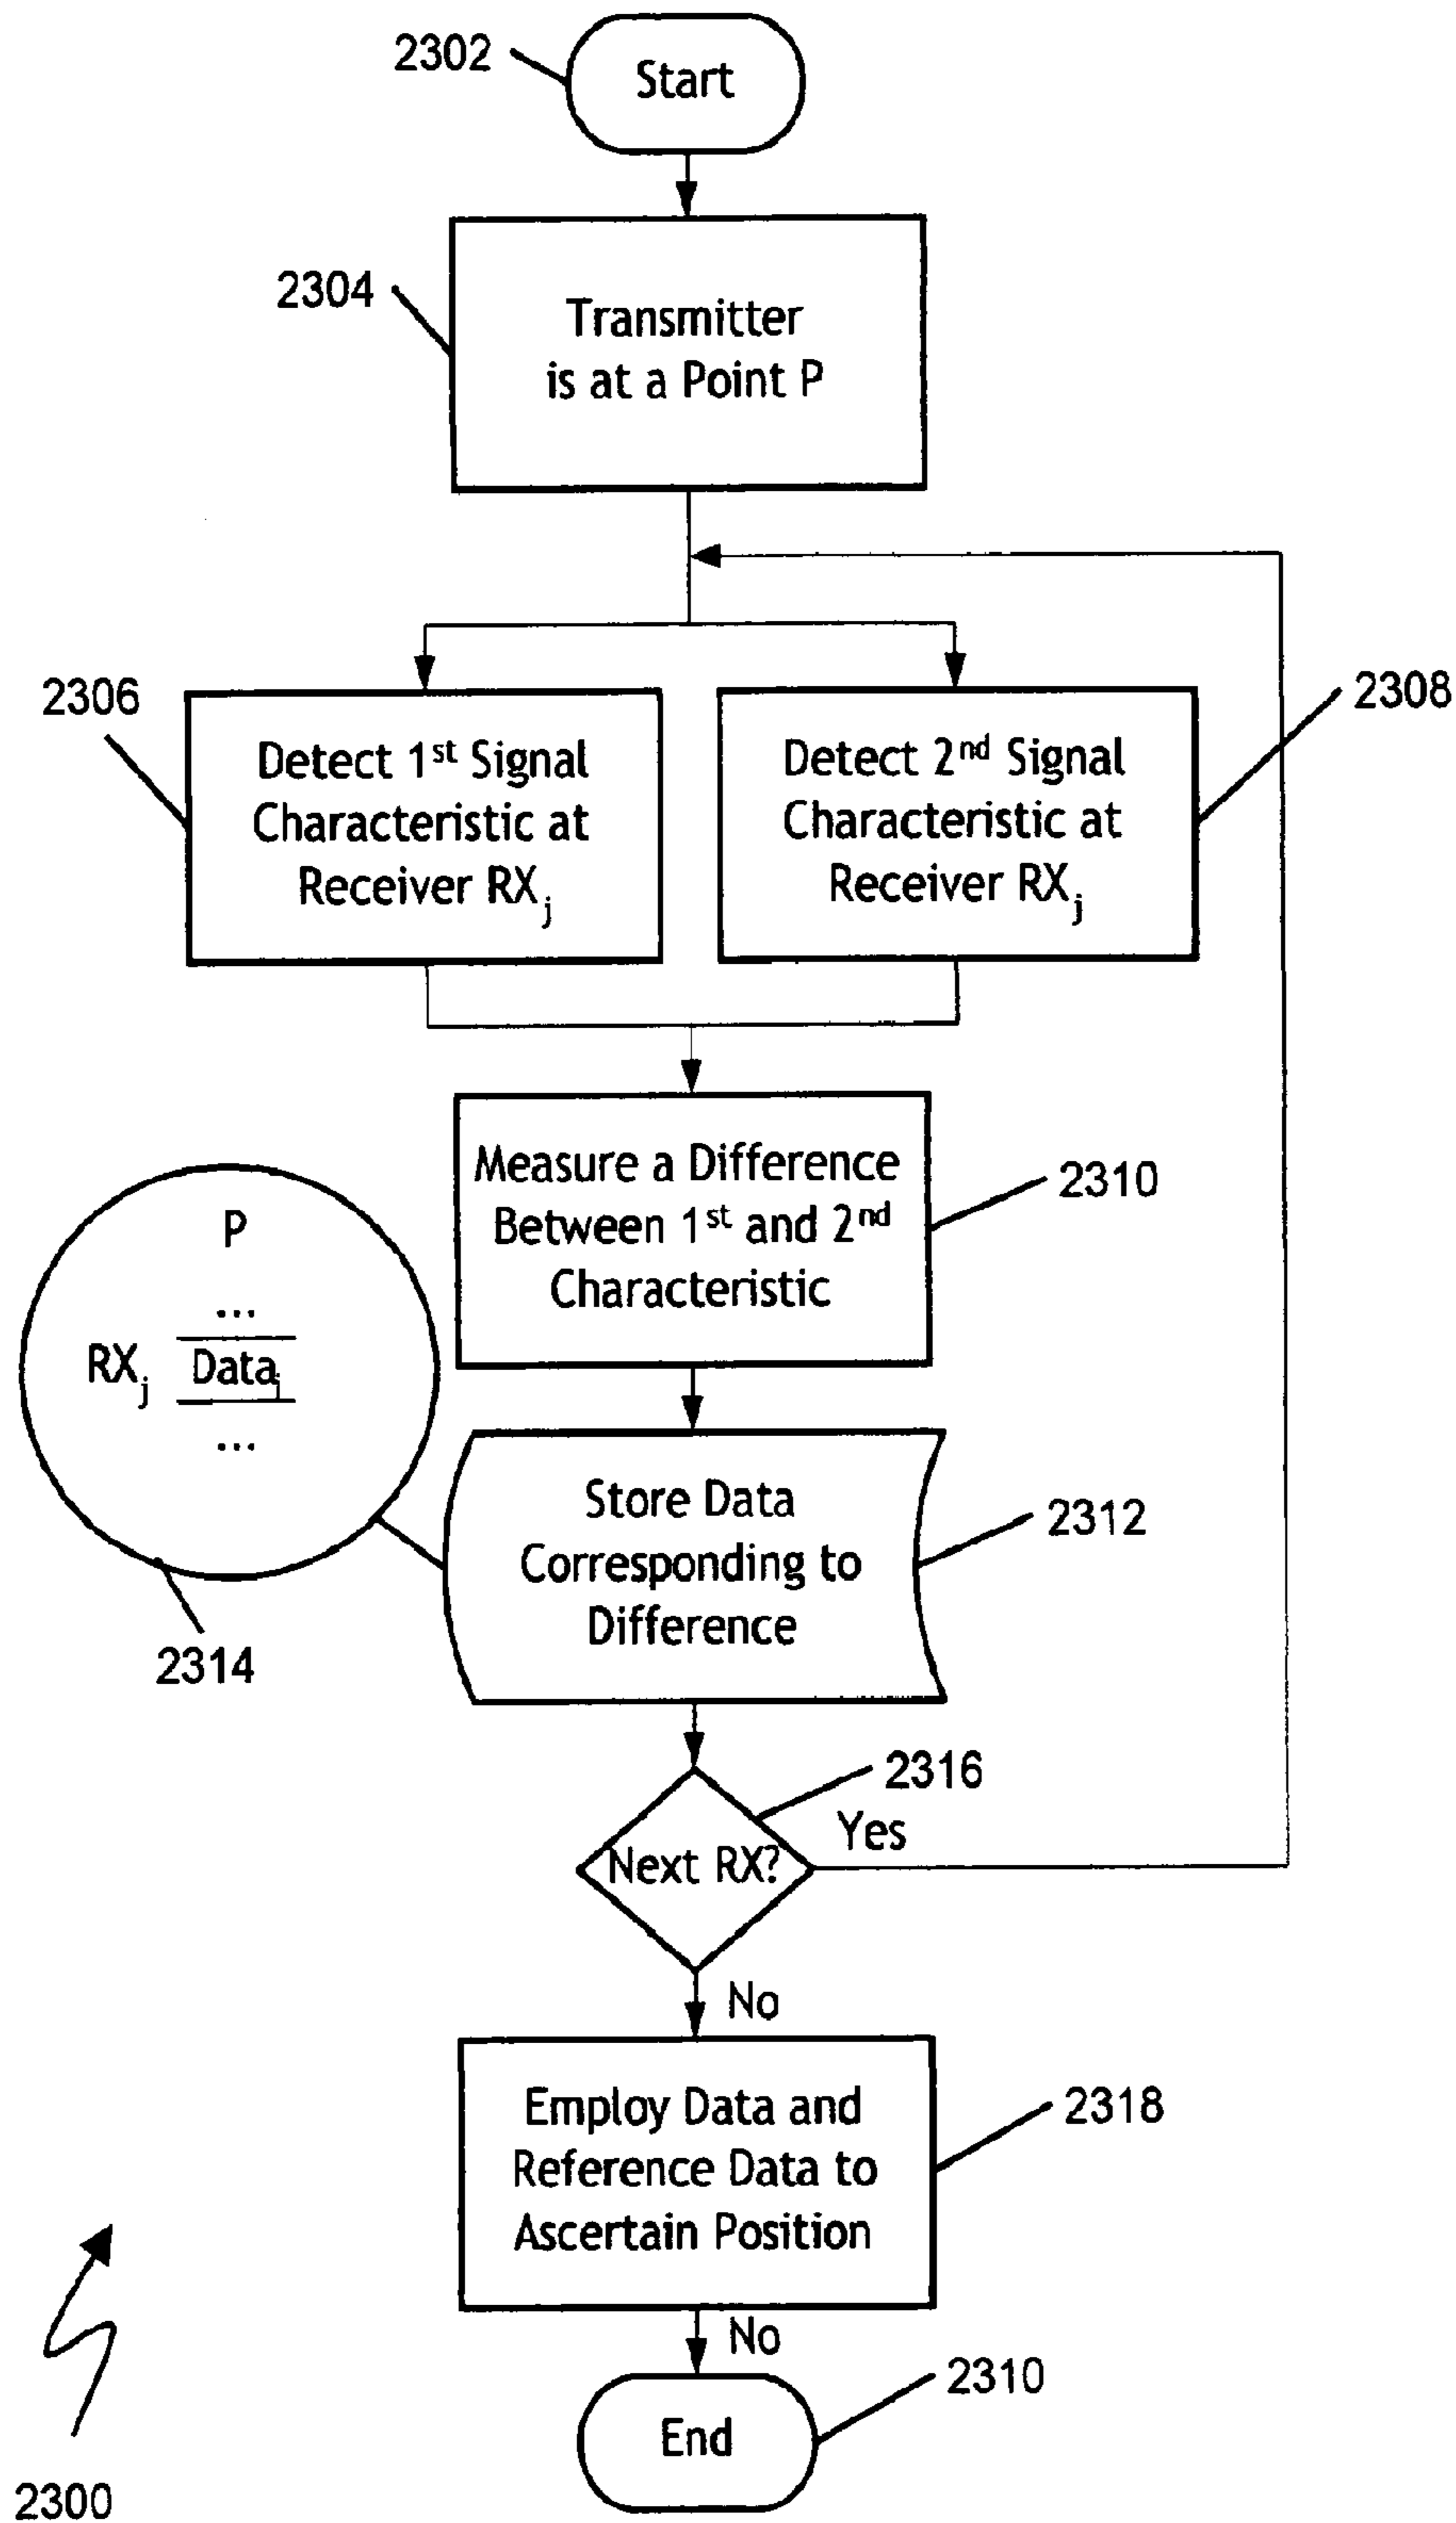 2302
Start
2304
Transmitter
is at a Point P
2306
Detect 1st Signal
Characteristic at
Receiver RXj
2308
Detect 2nd Signal
Characteristic at
Receiver RXj
Measure a Difference
Between 1st and 2nd
Characteristic
2310
P
...
RXj Dataj
...
2314
Store Data
Corresponding to
Difference
2312
2316
Next RX?
Yes
No
Employ Data and
Reference Data to
Ascertain Position
2318
No
End
2310
2300